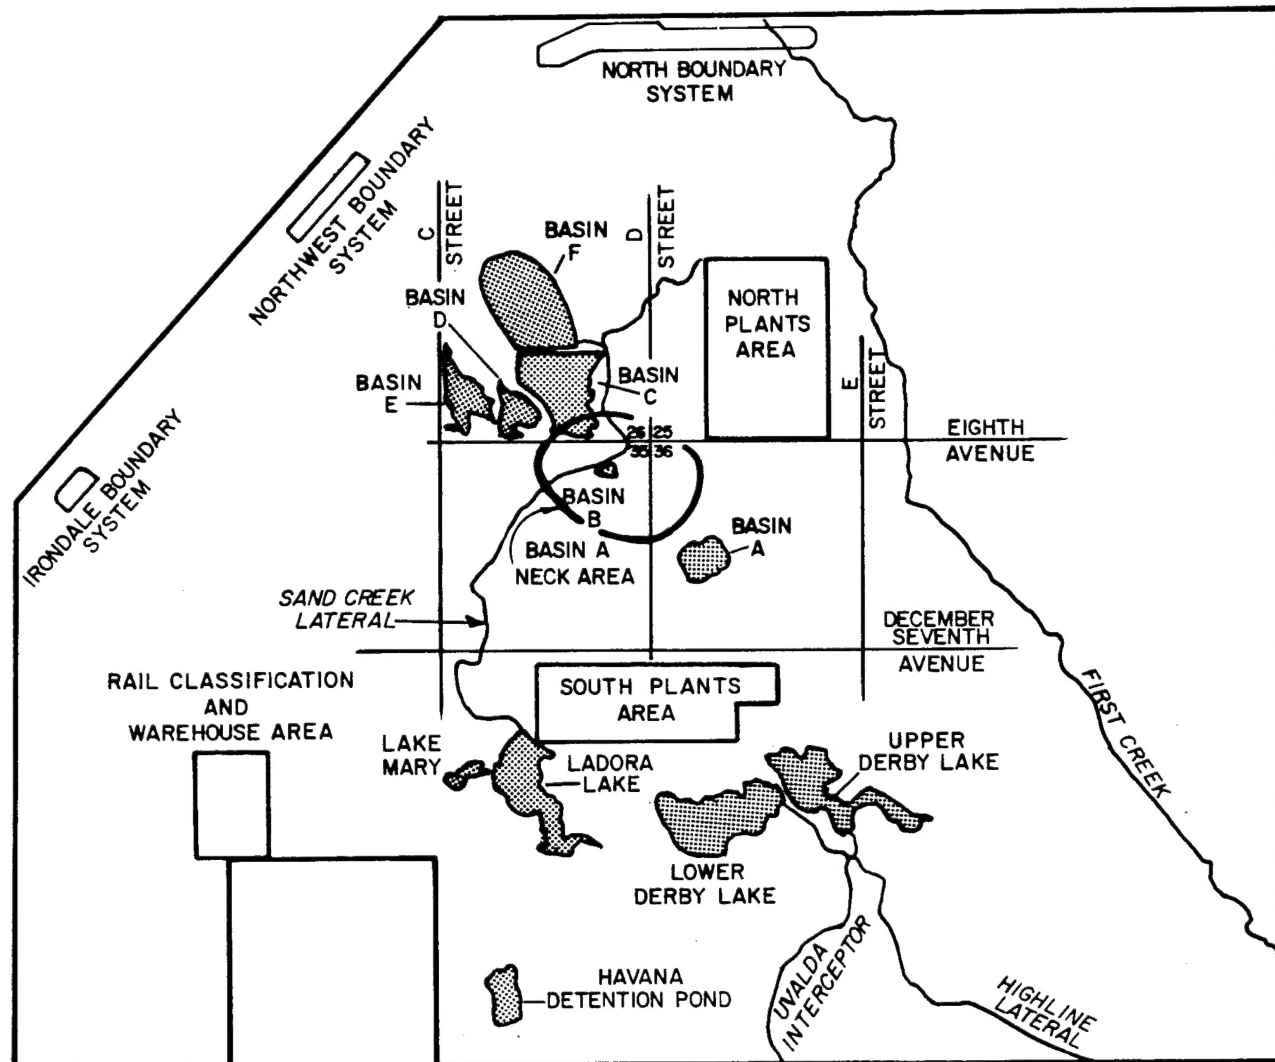 NORTH BOUNDARY
SYSTEM
NORTHWEST BOUNDARY
SYSTEM
C
STREET
D
STREET
BASIN
F
BASIN
D
NORTH
PLANTS
AREA
BASIN
E
BASIN
C
E
STREET
26 25
35 36
EIGHTH
AVENUE
IRONDALE BOUNDARY
SYSTEM
BASIN
B
BASIN A
NECK AREA
BASIN
A
SAND CREEK
LATERAL
DECEMBER
SEVENTH
AVENUE
RAIL CLASSIFICATION
AND
WAREHOUSE AREA
SOUTH PLANTS
AREA
FIRST CREEK
LAKE
MARY
LADORA
LAKE
UPPER
DERBY LAKE
LOWER
DERBY LAKE
HAVANA
DETENTION POND
UVALDA
INTERCEPTOR
HIGHLINE
LATERAL